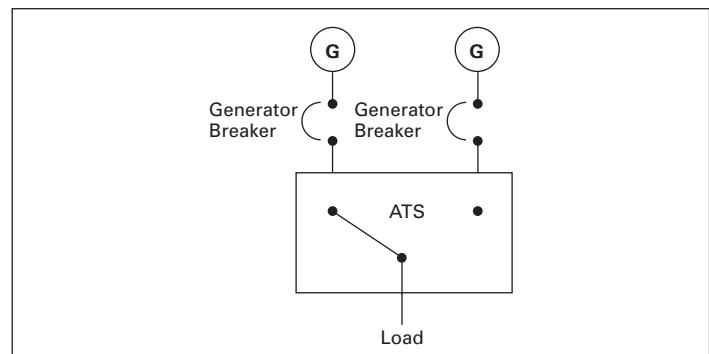 G
G
Generator
Breaker
Generator
Breaker
ATS
Load